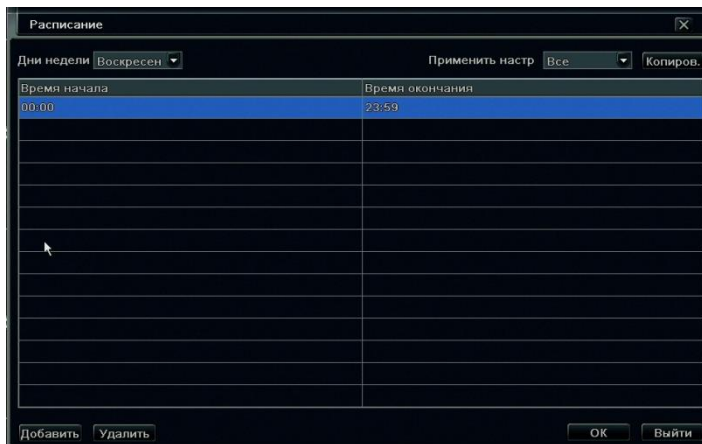 Расписание
Дни недели Воскресен Применить настр Все Копиров.
Время начала Время окончания
00:00 23:59
Добавить Удалить ОК Выйти